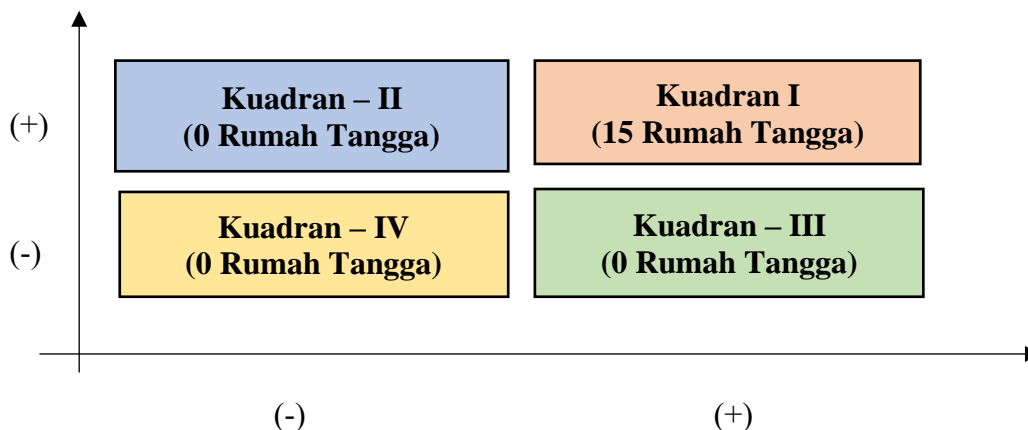 (+)
Kuadran – II
(0 Rumah Tangga)
Kuadran I
(15 Rumah Tangga)
(-)
Kuadran – IV
(0 Rumah Tangga)
Kuadran – III
(0 Rumah Tangga)
(-)
(+)